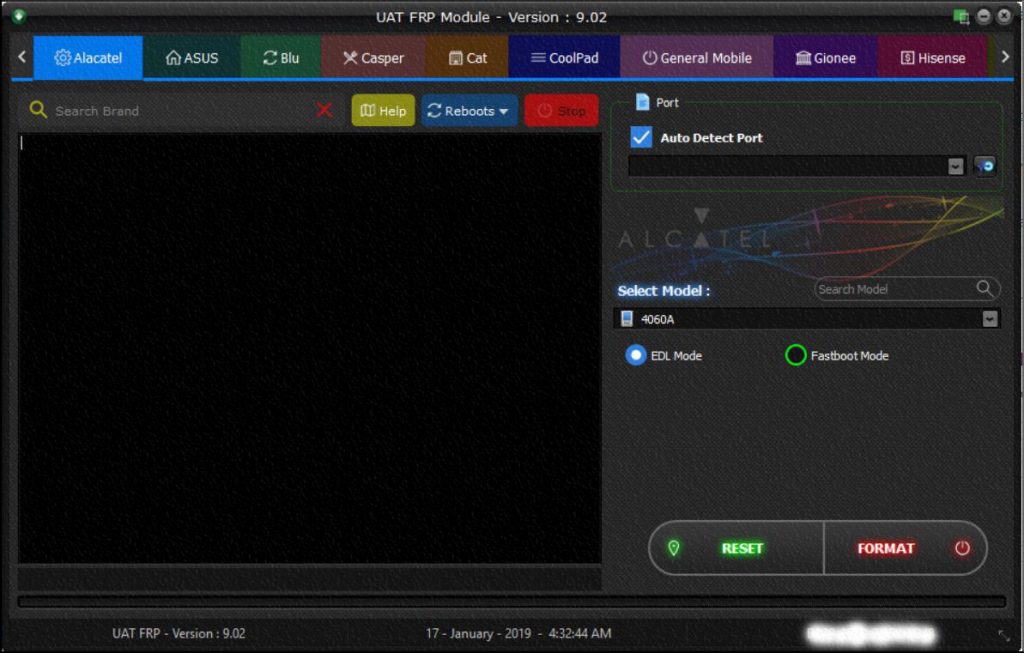 UAT FRP Module - Version : 9.02
Alacatel ASUS Blu Casper Cat CoolPad General Mobile Gionee Hisense
Search Brand Help Reboots Stop
Port
Auto Detect Port
ALCATEL
Select Model : Search Model
4060A
EDL Mode Fastboot Mode
RESET FORMAT
UAT FRP - Version : 9.02 17 - January - 2019 - 4:32:44 AM